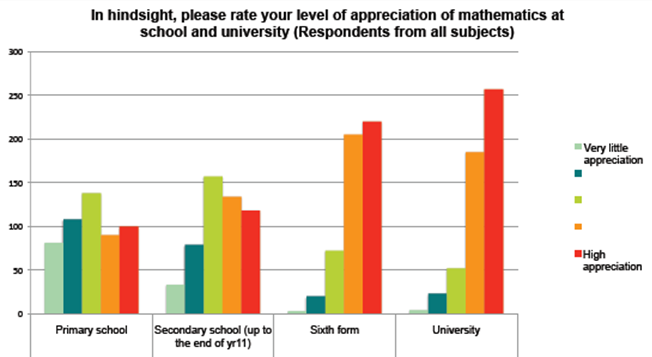 In hindsight, please rate your level of appreciation of mathematics at
school and university (Respondents from all subjects)
300
250
200
150
100
50
0
Primary school
Secondary school (up to
the end of yr11)
Sixth form
University
Very little
appreciation
High
appreciation